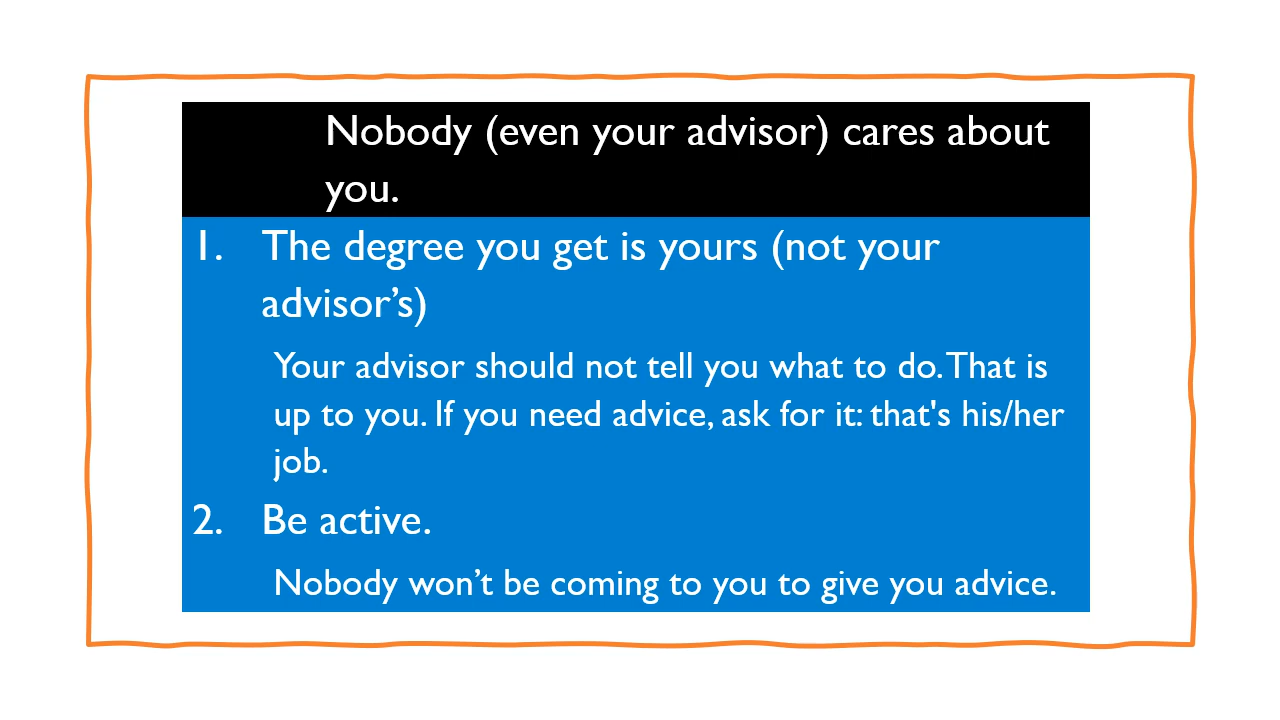 Nobody (even your advisor) cares about
you.
1. The degree you get is yours (not your
advisor’s)
Your advisor should not tell you what to do. That is
up to you. If you need advice, ask for it: that's his/her
job.
2. Be active.
Nobody won’t be coming to you to give you advice.